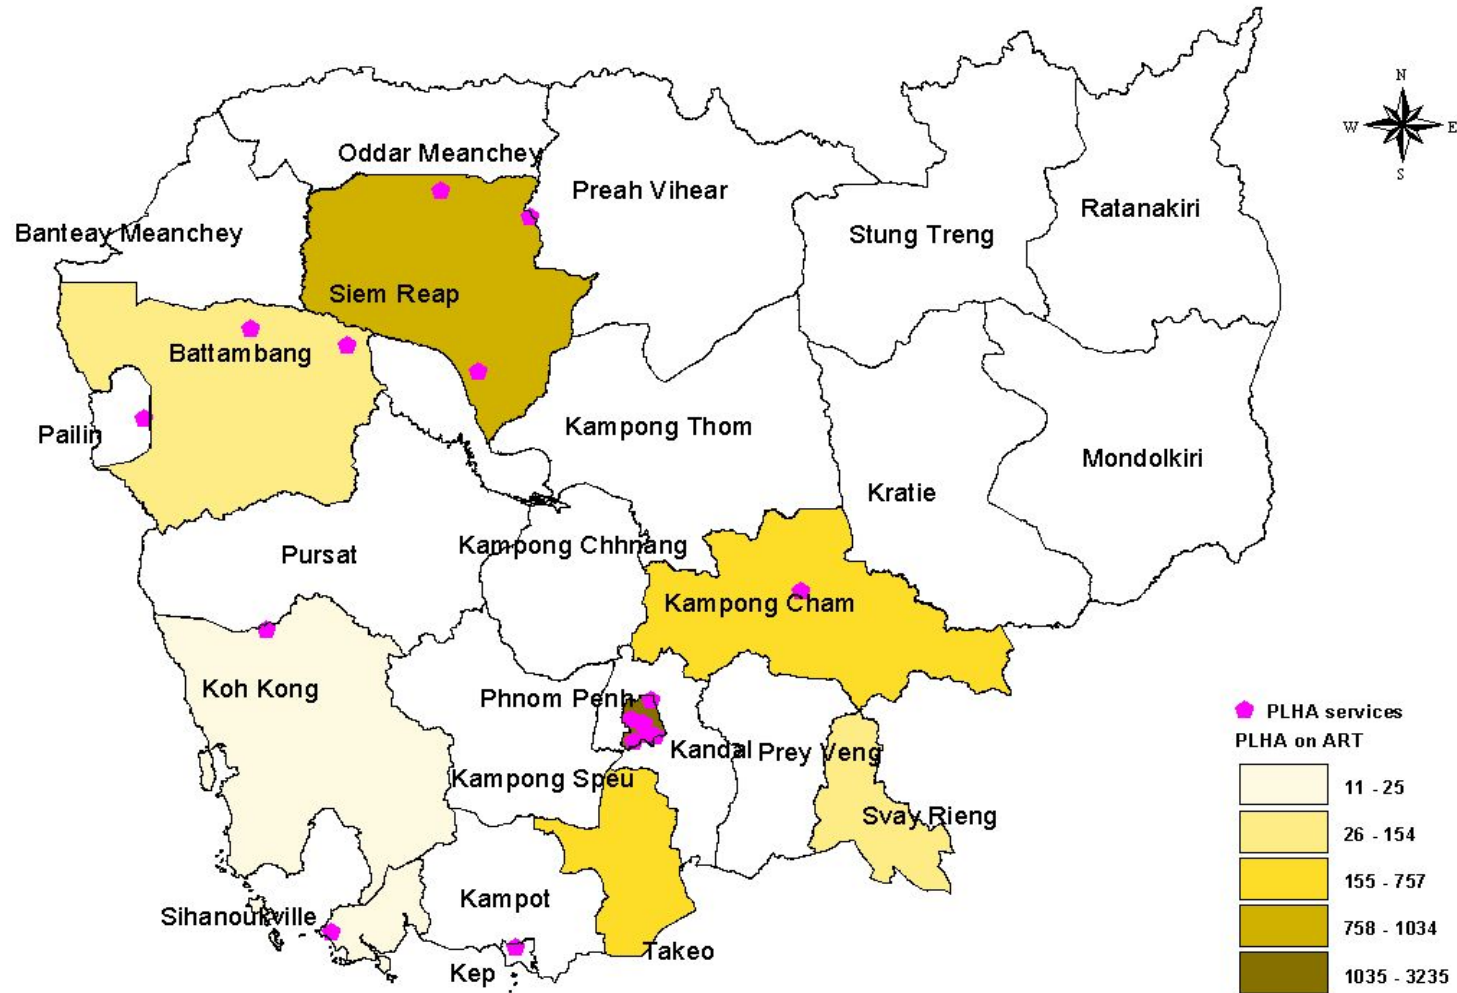 N
W E
S
Oddar Meanchey
Preah Vihear
Ratanakiri
Stung Treng
Banteay Meanchey
Siem Reap
Battambang
Kampong Thom
Pailin
Mondolkiri
Kratie
Kampong Chhnang
Pursat
Kampong Cham
Koh Kong
Phnom Penh
Kandal
Prey Veng
Kampong Speu
Svay Rieng
Kampot
Sihanoukville
Takeo
Kep
PLHA services
PLHA on ART
11 - 25
26 - 154
155 - 757
758 - 1034
1035 - 3235